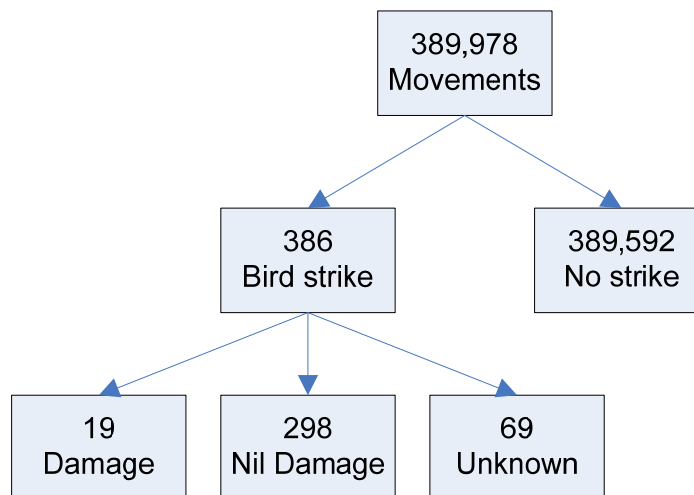 389,978
Movements
386
Bird strike
389,592
No strike
19
Damage
298
Nil Damage
69
Unknown